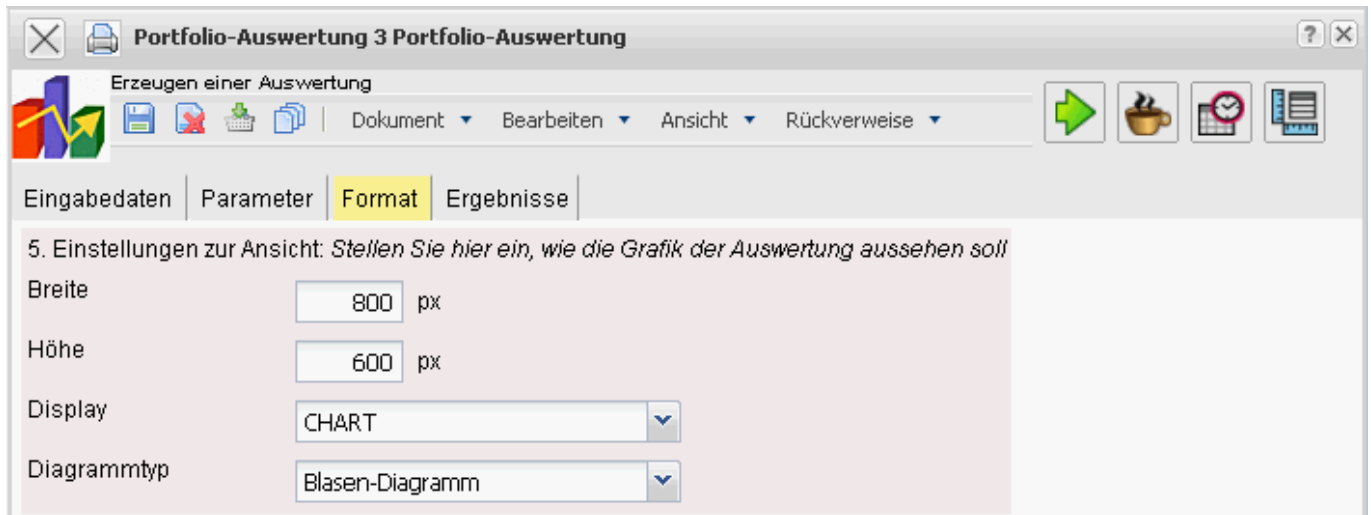 Portfolio-Auswertung 3 Portfolio-Auswertung
?
Erzeugen einer Auswertung
Dokument Bearbeiten Ansicht Rückverweise
Eingabedaten Parameter Format Ergebnisse
5. Einstellungen zur Ansicht: Stellen Sie hier ein, wie die Grafik der Auswertung aussehen soll
Breite 800 px
Höhe 600 px
Display CHART
Diagrammtyp Blasen-Diagramm